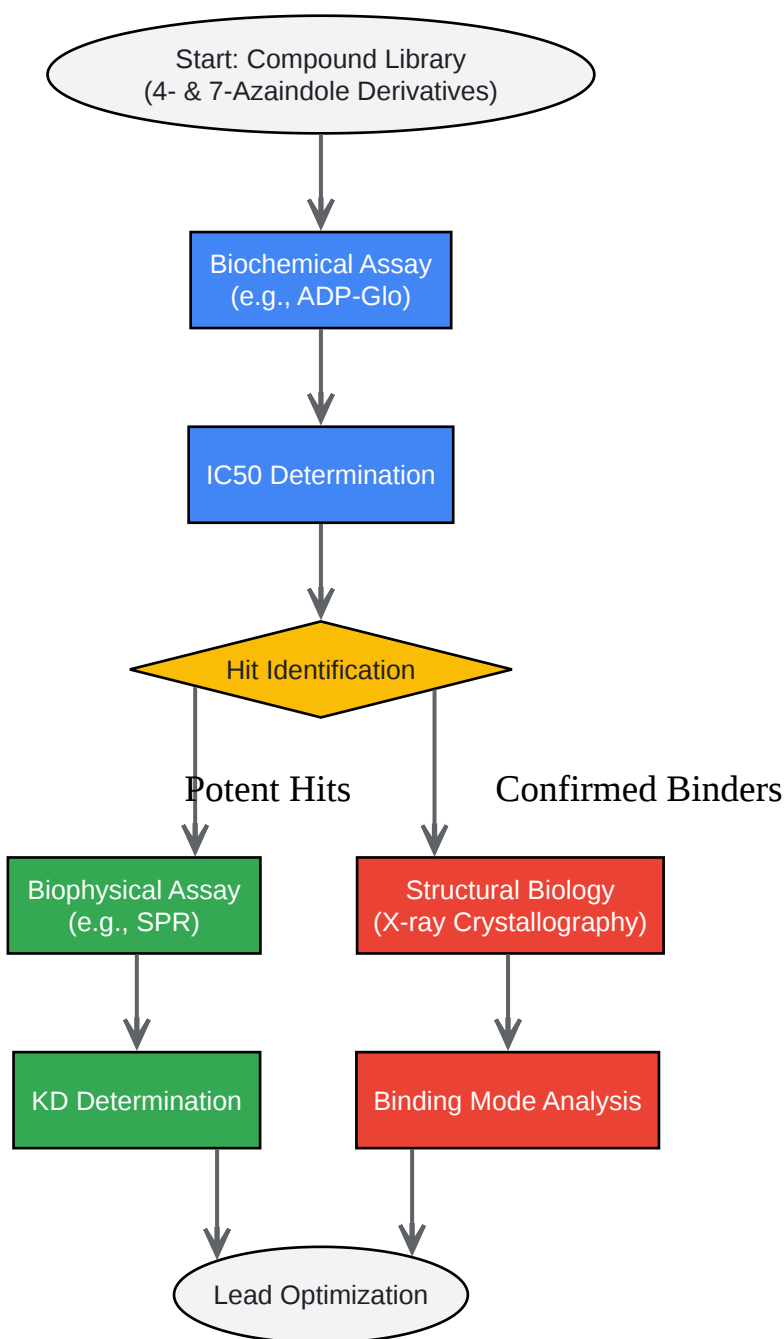 Start: Compound Library
(4- & 7-Azaindole Derivatives)
Biochemical Assay
(e.g., ADP-Glo)
IC50 Determination
Hit Identification
Potent Hits
Confirmed Binders
Biophysical Assay
(e.g., SPR)
Structural Biology
(X-ray Crystallography)
KD Determination
Binding Mode Analysis
Lead Optimization